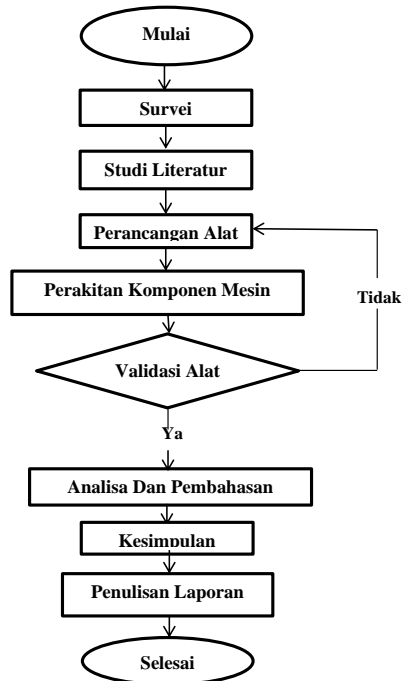 Mulai
Survei
Studi Literatur
Perancangan Alat
Perakitan Komponen Mesin
Tidak
Validasi Alat
Ya
Analisa Dan Pembahasan
Kesimpulan
Penulisan Laporan
Selesai